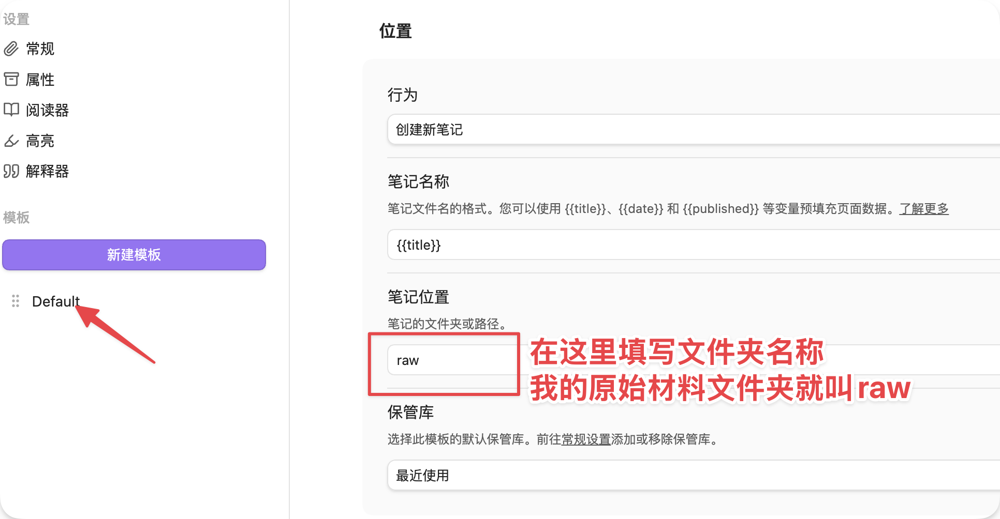 设置
常规
属性
阅读器
高亮
解释器
模板
新建模板
Default
位置
行为
创建新笔记
笔记名称
笔记文件名的格式。您可以使用 {{title}}、{{date}} 和 {{published}} 等变量预填充页面数据。了解更多
{{title}}
笔记位置
笔记的文件夹或路径。
raw
在这里填写文件夹名称
我的原始材料文件夹就叫raw
保管库
选择此模板的默认保管库。前往常规设置添加或移除保管库。
最近使用